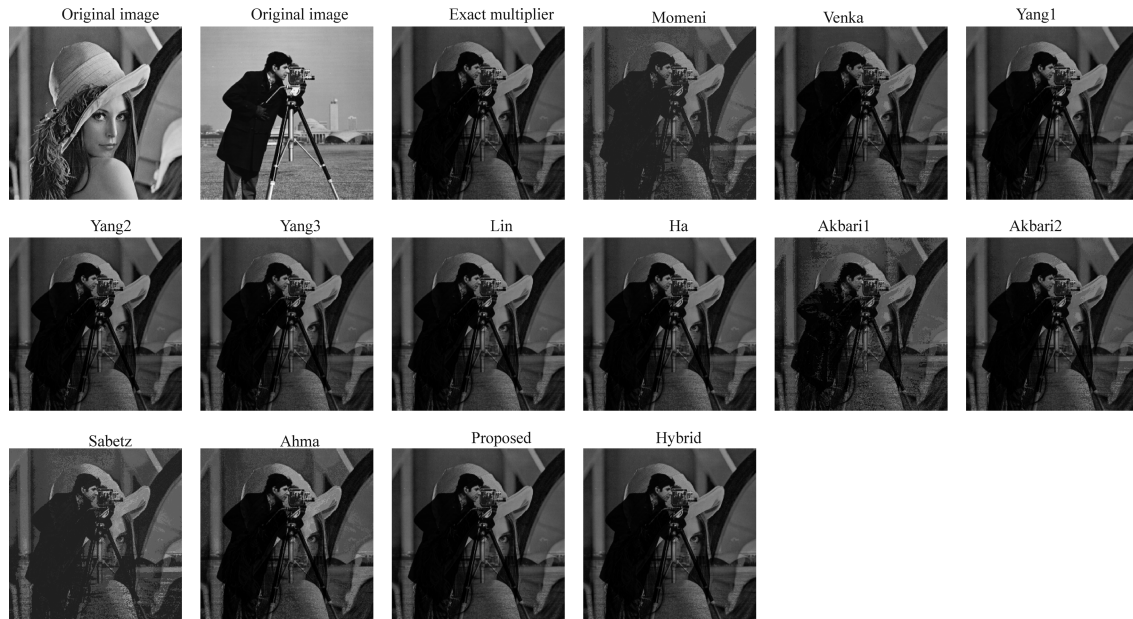 Original image
Original image
Exact multiplier
Momeni
Venka
Yang1
Yang2
Yang3
Lin
Ha
Akbari1
Akbari2
Sabetz
Ahma
Proposed
Hybrid